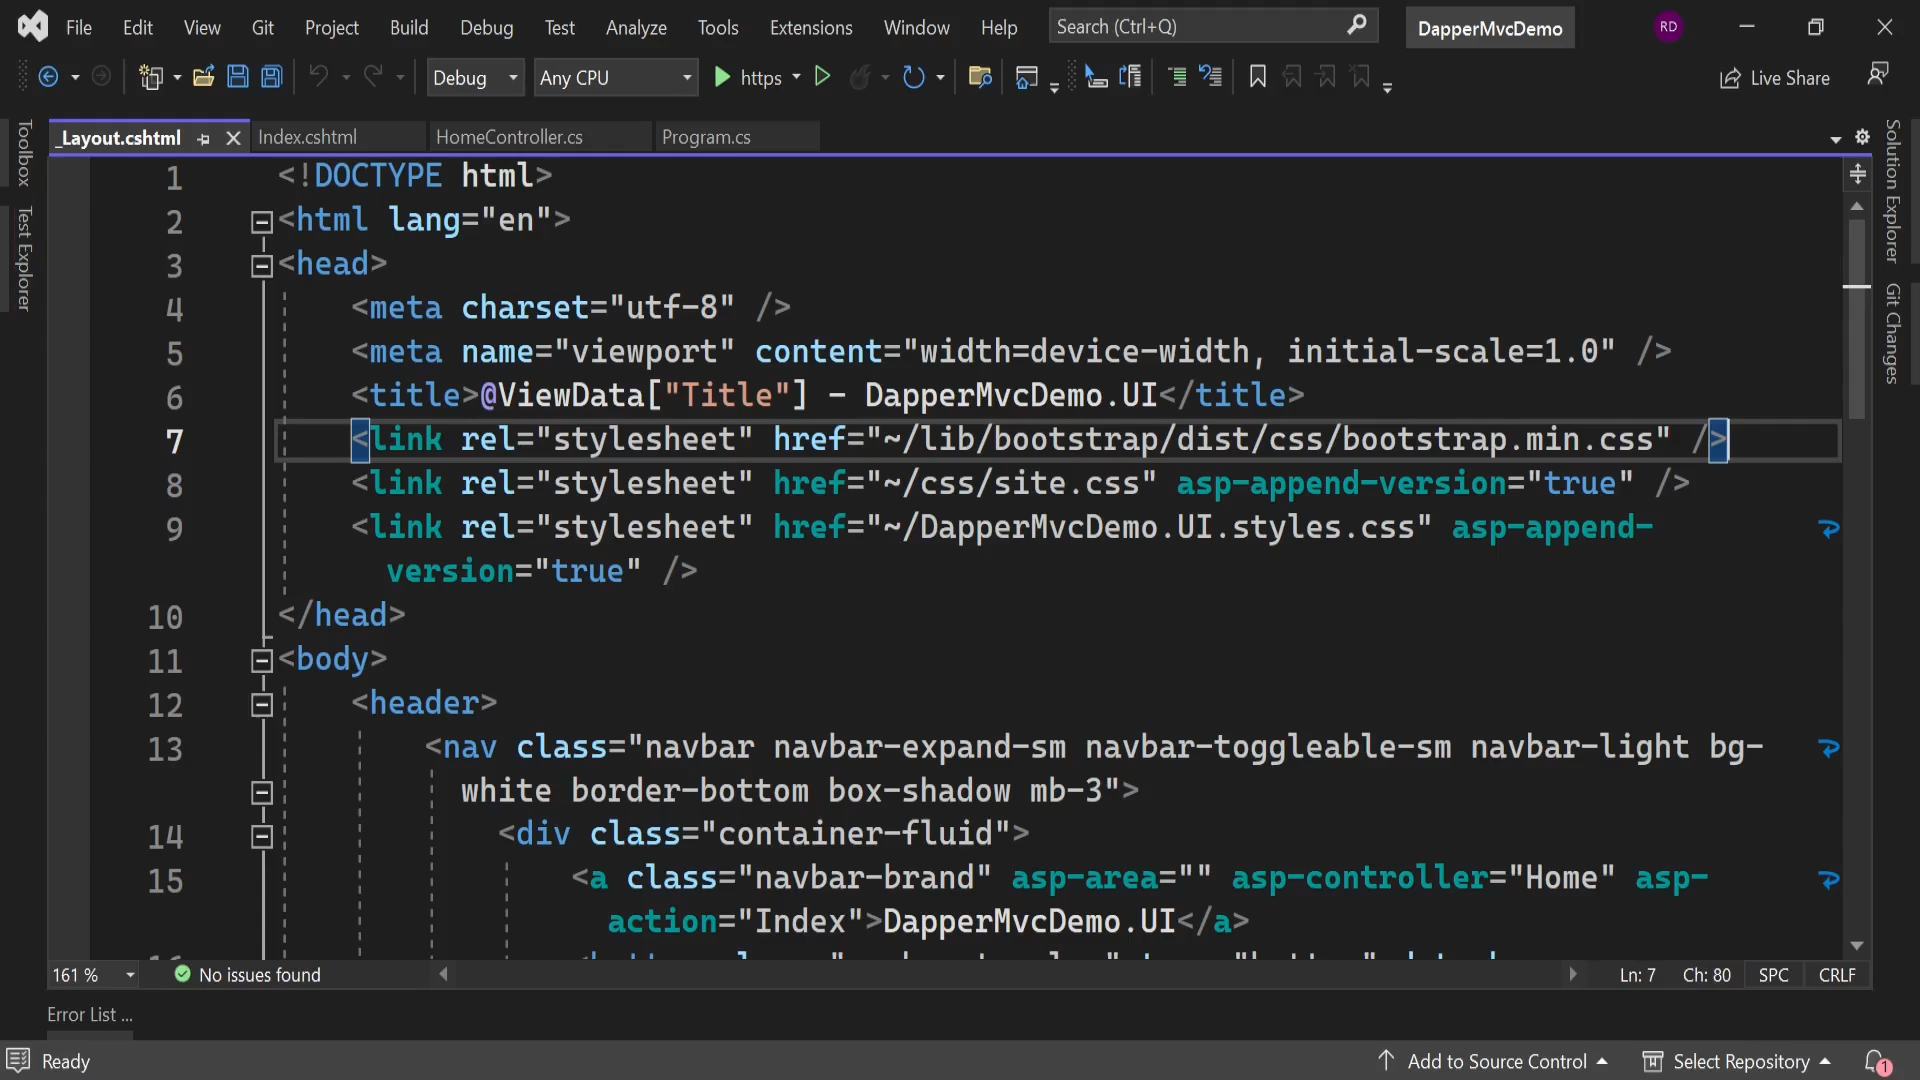 File Edit View Git Project Build Debug Test Analyze Tools Extensions Window Help Search (Ctrl+Q) DapperMvcDemo RD
Debug Any CPU https Live Share
_Layout.cshtml Index.cshtml HomeController.cs Program.cs
Toolbox
Test Explorer
Solution Explorer
Git Changes
1 <!DOCTYPE html>
2 <html lang="en">
3 <head>
4 <meta charset="utf-8" />
5 <meta name="viewport" content="width=device-width, initial-scale=1.0" />
6 <title>@ViewData["Title"] - DapperMvcDemo.UI</title>
7 <link rel="stylesheet" href="~/lib/bootstrap/dist/css/bootstrap.min.css" />
8 <link rel="stylesheet" href="~/css/site.css" asp-append-version="true" />
9 <link rel="stylesheet" href="~/DapperMvcDemo.UI.styles.css" asp-append-
version="true" />
10 </head>
11 <body>
12 <header>
13 <nav class="navbar navbar-expand-sm navbar-toggleable-sm navbar-light bg-
white border-bottom box-shadow mb-3">
14 <div class="container-fluid">
15 <a class="navbar-brand" asp-area="" asp-controller="Home" asp-
action="Index">DapperMvcDemo.UI</a>
161 % No issues found Ln: 7 Ch: 80 SPC CRLF
Error List ...
Ready Add to Source Control Select Repository 1